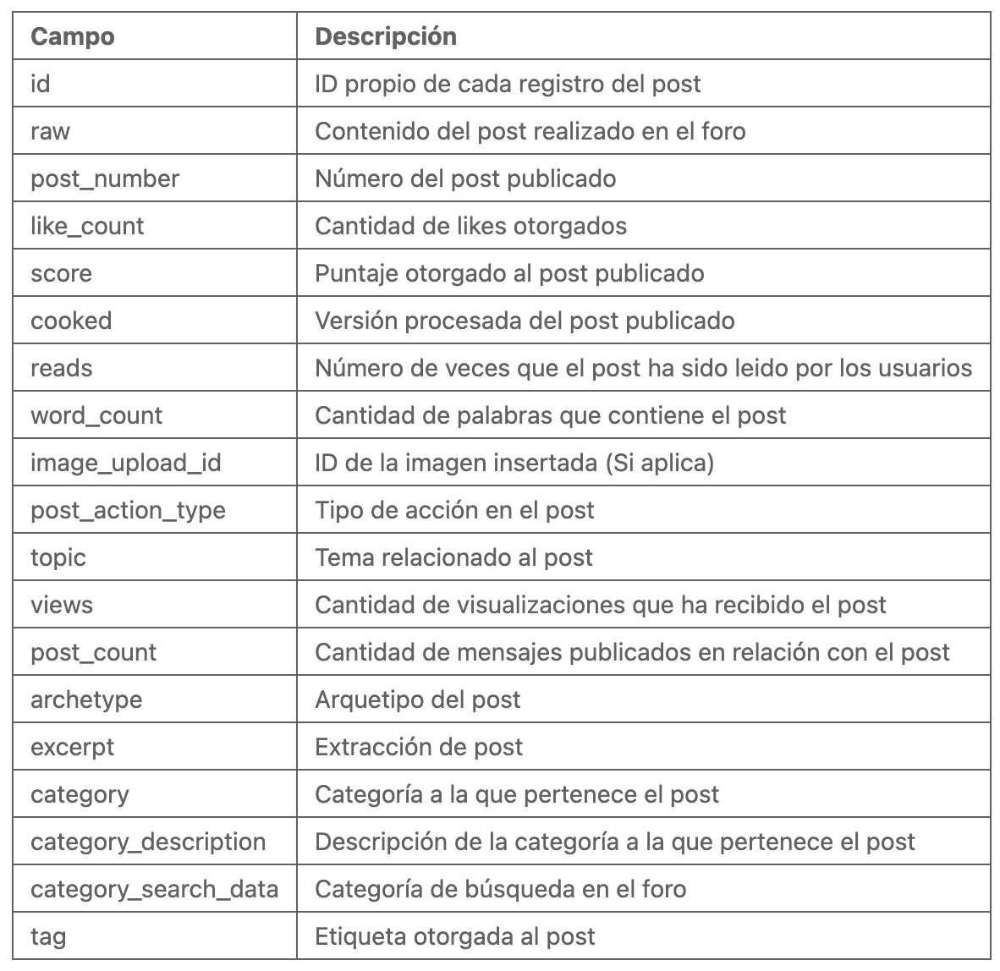 Campo Descripción
id ID propio de cada registro del post
raw Contenido del post realizado en el foro
post_number Número del post publicado
like_count Cantidad de likes otorgados
score Puntaje otorgado al post publicado
cooked Versión procesada del post publicado
reads Número de veces que el post ha sido leido por los usuarios
word_count Cantidad de palabras que contiene el post
image_upload_id ID de la imagen insertada (Si aplica)
post_action_type Tipo de acción en el post
topic Tema relacionado al post
views Cantidad de visualizaciones que ha recibido el post
post_count Cantidad de mensajes publicados en relación con el post
archetype Arquetipo del post
excerpt Extracción de post
category Categoría a la que pertenece el post
category_description Descripción de la categoría a la que pertenece el post
category_search_data Categoría de búsqueda en el foro
tag Etiqueta otorgada al post